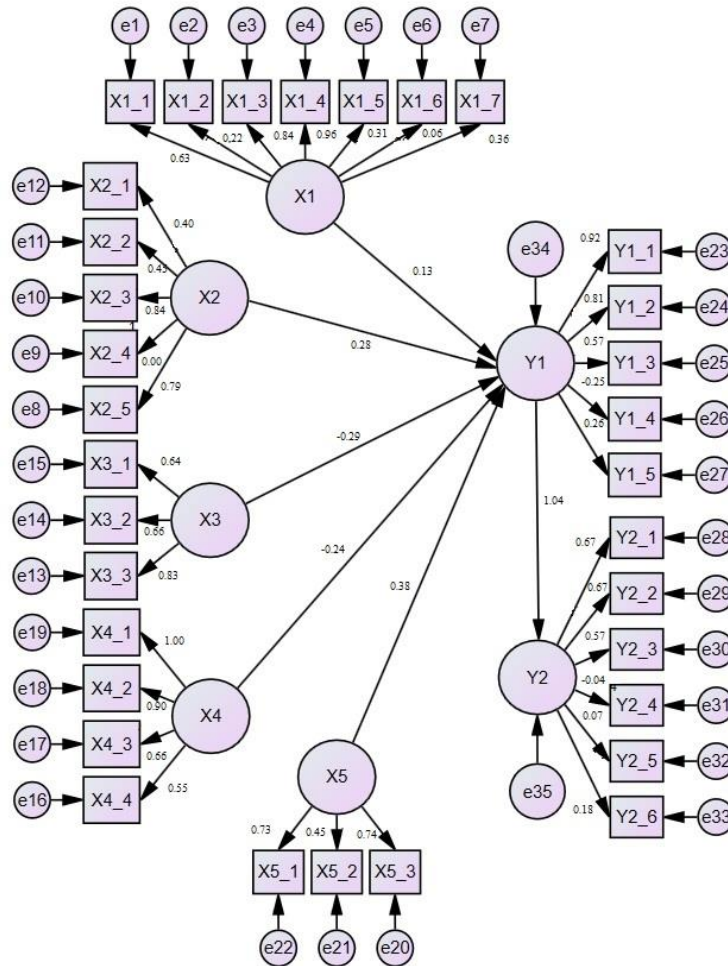 e1 e2 e3 e4 e5 e6 e7
X1_1 X1_2 X1_3 X1_4 X1_5 X1_6 X1_7
0.63 0.22 0.84 0.96 0.31 0.06 0.36
X1
e12 X2_1
0.40
e11 X2_2
0.45
e10 X2_3
0.84
X2
e9 X2_4
0.00
e8 X2_5
0.79
0.13
0.28
e34
Y1
0.92
Y1_1 e23
0.81
Y1_2 e24
0.57
Y1_3 e25
-0.25
Y1_4 e26
0.26
Y1_5 e27
e15 X3_1
0.64
e14 X3_2
0.66
X3
e13 X3_3
0.83
-0.29
-0.24
0.38
1.04
e19 X4_1
1.00
e18 X4_2
0.90
X4
e17 X4_3
0.66
e16 X4_4
0.55
Y2_1 e28
0.67
Y2_2 e29
0.67
Y2_3 e30
0.57
Y2
Y2_4 e31
-0.04
Y2_5 e32
0.07
Y2_6 e33
0.18
e35
X5
0.73 0.45 0.74
X5_1 X5_2 X5_3
e22 e21 e20